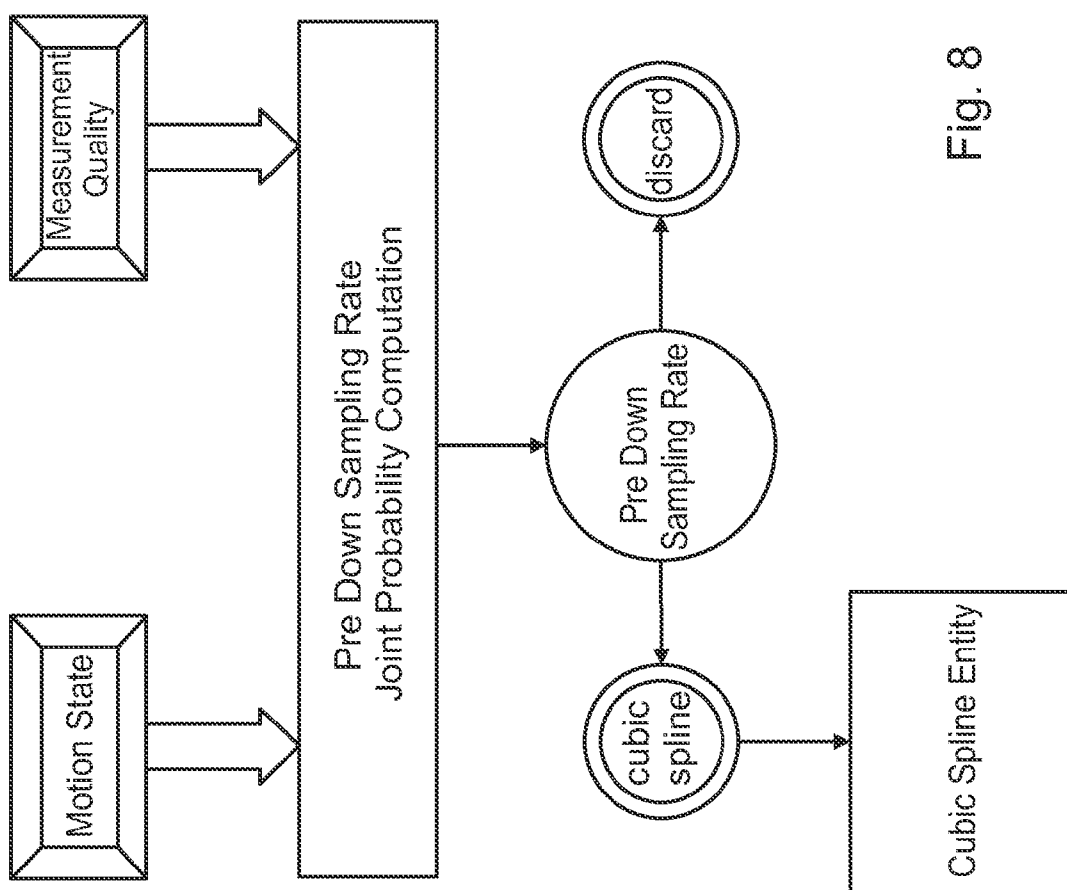 Motion State
Measurement
Quality
Pre Down Sampling Rate
Joint Probability Computation
cubic
spline
Pre Down
Sampling Rate
discard
Cubic Spline Entity
Fig. 8